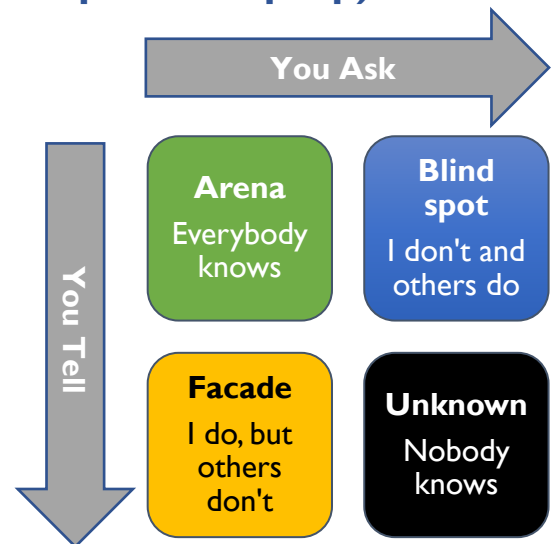 You Ask
You Tell
Arena
Everybody
knows
Blind
spot
I don't and
others do
Facade
I do, but
others
don't
Unknown
Nobody
knows